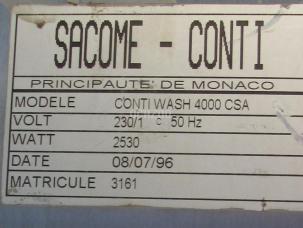 SACOME - CONTI
PRINCIPAUTE DE MONACO
MODELE CONTI WASH 4000 CSA
VOLT 230/1 50 Hz
WATT 2530
DATE 08/07/96
MATRICULE 3161